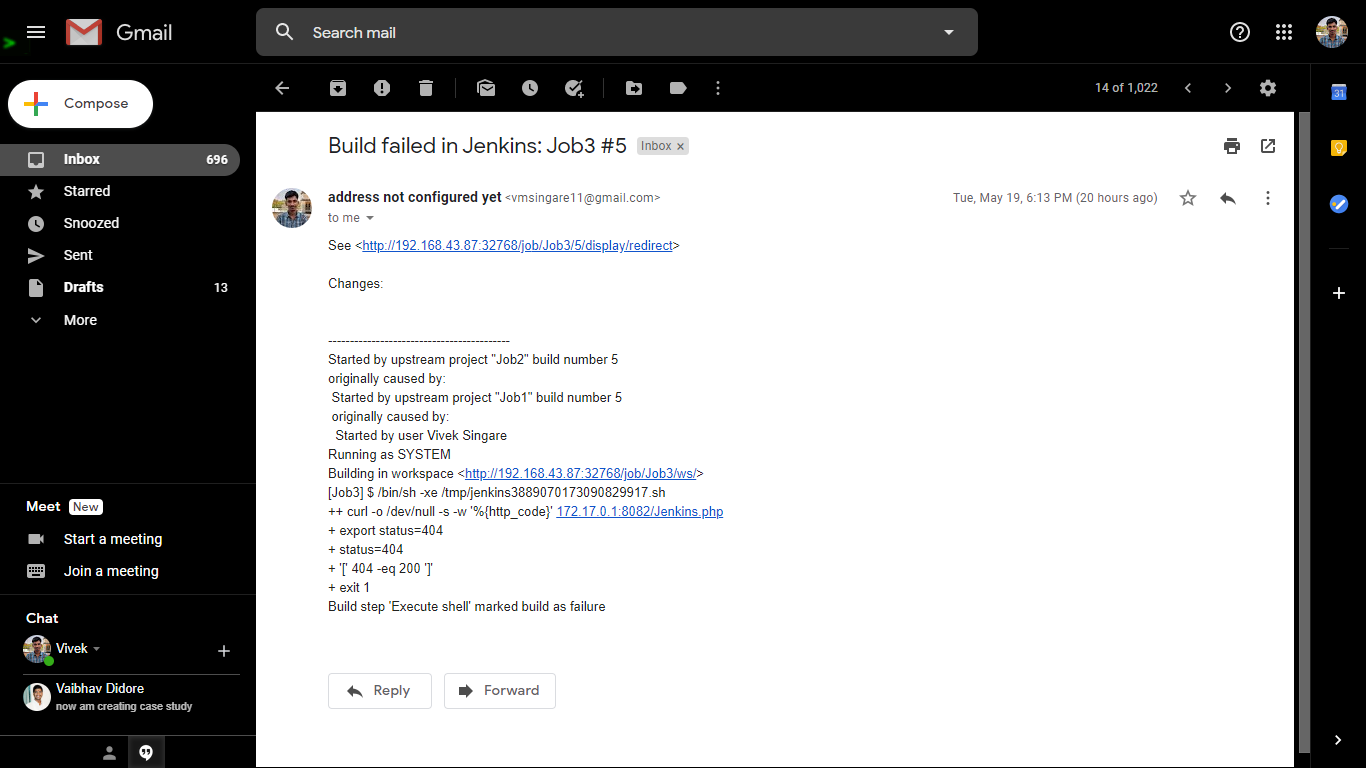 Gmail
Search mail
Compose
14 of 1,022
31
Inbox 696
Starred
Snoozed
Sent
Drafts 13
More
Meet New
Start a meeting
Join a meeting
Chat
Vivek
Vaibhav Didore
now am creating case study
Build failed in Jenkins: Job3 #5 Inbox x
address not configured yet <vmsingare11@gmail.com> Tue, May 19, 6:13 PM (20 hours ago)
to me
See <http://192.168.43.87:32768/job/Job3/5/display/redirect>
Changes:
------------------------------------------
Started by upstream project "Job2" build number 5
originally caused by:
Started by upstream project "Job1" build number 5
originally caused by:
Started by user Vivek Singare
Running as SYSTEM
Building in workspace <http://192.168.43.87:32768/job/Job3/ws/>
[Job3] $ /bin/sh -xe /tmp/jenkins3889070173090829917.sh
++ curl -o /dev/null -s -w '%{http_code}' 172.17.0.1:8082/Jenkins.php
+ export status=404
+ status=404
+ '[' 404 -eq 200 ']'
+ exit 1
Build step 'Execute shell' marked build as failure
Reply
Forward